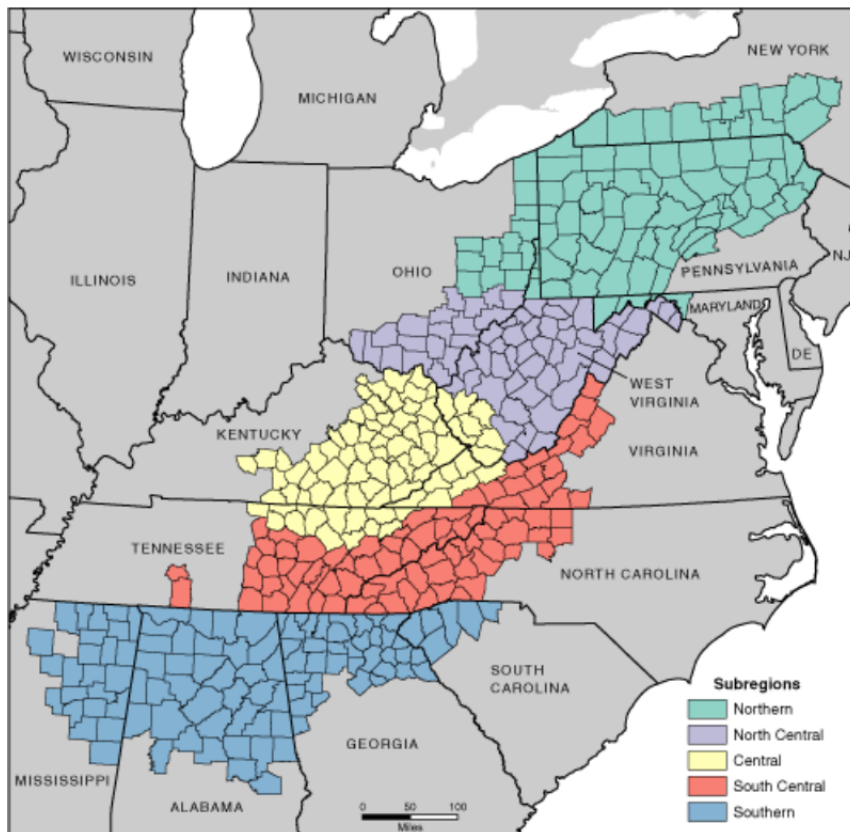 NEW YORK
WISCONSIN
MICHIGAN
PENNSYLVANIA
NJ
ILLINOIS
INDIANA
OHIO
MARYLAND
DE
WEST
VIRGINIA
KENTUCKY
VIRGINIA
TENNESSEE
NORTH CAROLINA
SOUTH
CAROLINA
GEORGIA
MISSISSIPPI
ALABAMA
0 50 100
Miles
Subregions
Northern
North Central
Central
South Central
Southern